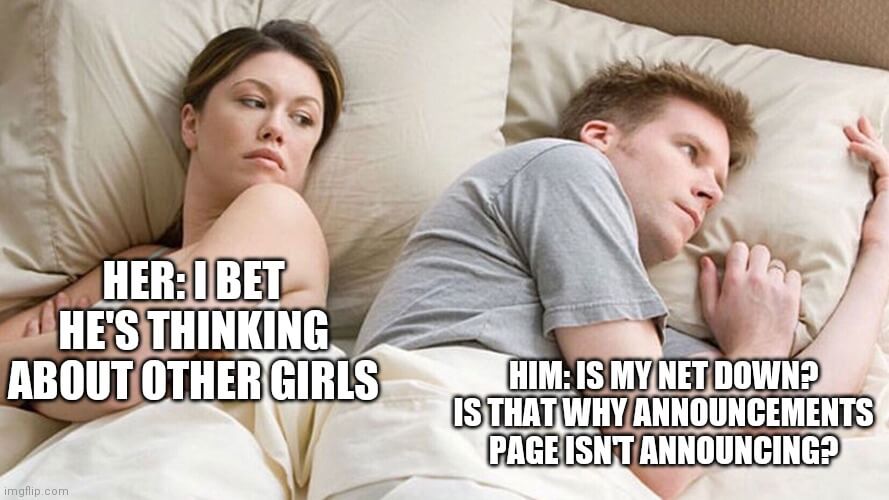 HER: I BET
HE'S THINKING
ABOUT OTHER GIRLS
HIM: IS MY NET DOWN?
IS THAT WHY ANNOUNCEMENTS
PAGE ISN'T ANNOUNCING?
imgflip.com